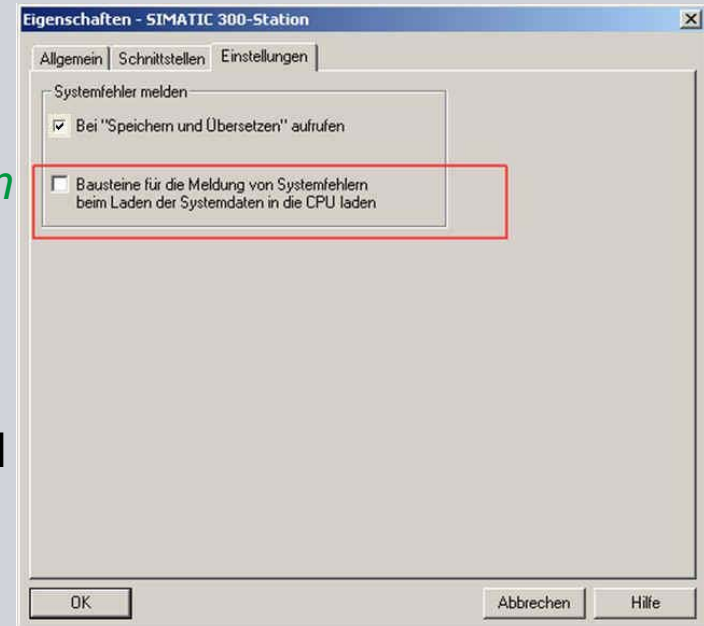 Eigenschaften - SIMATIC 300-Station
Allgemein Schnittstellen Einstellungen
Systemfehler melden
Bei "Speichern und Übersetzen" aufrufen
n
Bausteine für die Meldung von Systemfehlern
beim Laden der Systemdaten in die CPU laden
OK Abbrechen Hilfe